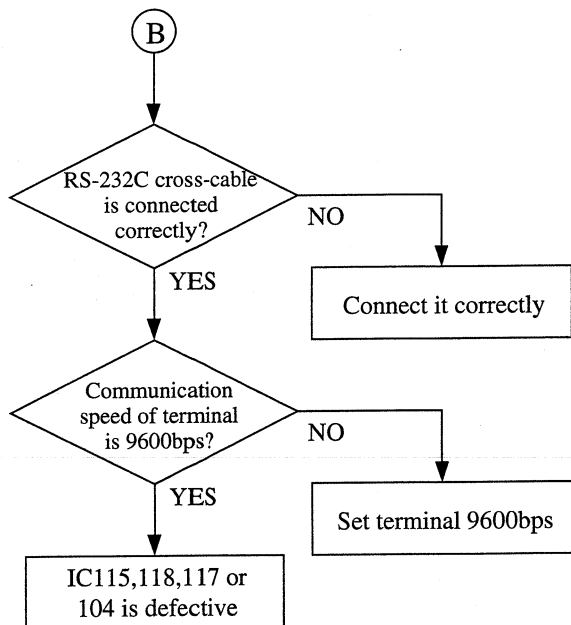 B
RS-232C cross-cable
is connected
correctly?
NO
YES
Connect it correctly
Communication
speed of terminal
is 9600bps?
NO
YES
Set terminal 9600bps
IC115,118,117 or
104 is defective